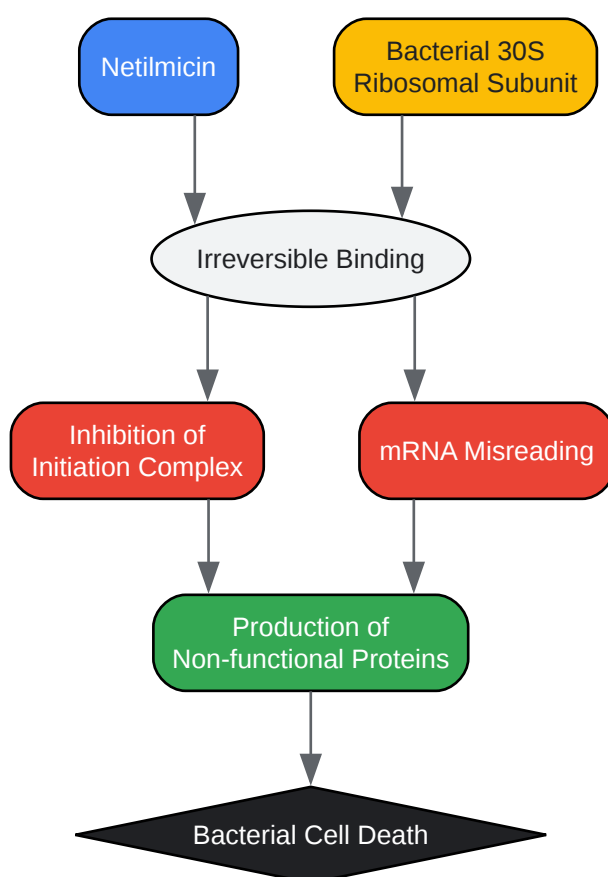 Netilmicin
Bacterial 30S
Ribosomal Subunit
Irreversible Binding
Inhibition of
Initiation Complex
mRNA Misreading
Production of
Non-functional Proteins
Bacterial Cell Death